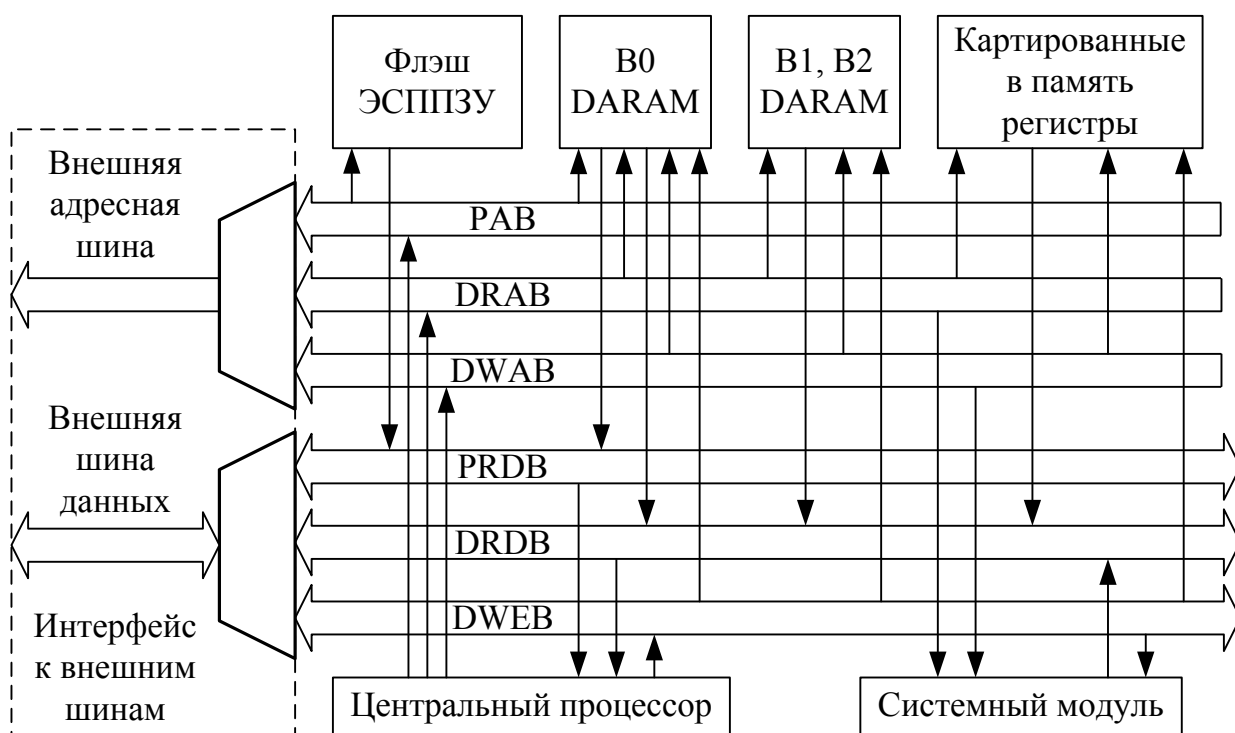 Флэш
ЭСППЗУ
B0
DARAM
B1, B2
DARAM
Картированные
в память
регистры
Внешняя
адресная
шина
PAB
DRAB
DWAB
Внешняя
шина
данных
PRDB
DRDB
DWEB
Интерфейс
к внешним
шинам
Центральный процессор
Системный модуль